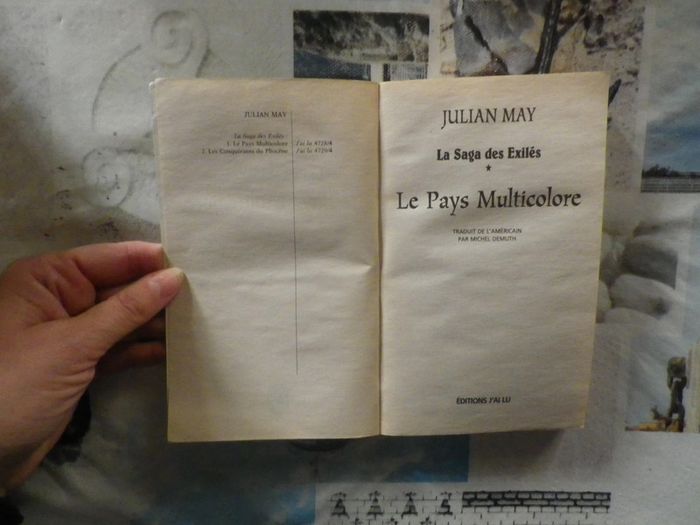 JULIAN MAY
La Saga des Exilés
1. Le Pays Multicolore J'ai lu 4723/4
2. Les Conquérants du Pliocène J'ai lu 4729/4
JULIAN MAY
La Saga des Exilés
*
Le Pays Multicolore
TRADUIT DE L'AMÉRICAIN
PAR MICHEL DEMUTH
ÉDITIONS J'AI LU